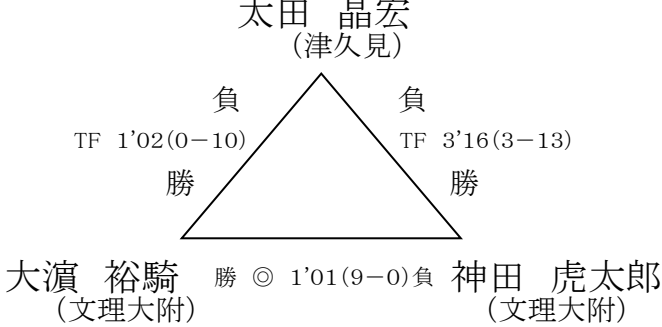 太田 晶宏
(津久見)
負 負
TF 1'02(0-10) TF 3'16(3-13)
勝 勝
大濵 裕騎 勝 ◎ 1'01(9-0)負 神田 虎太郎
(文理大附) (文理大附)